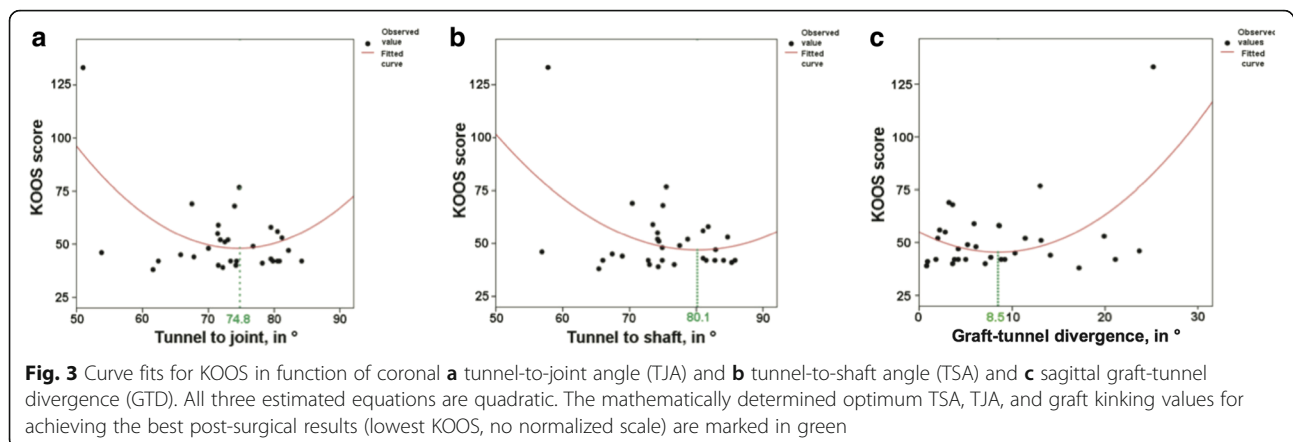 a
Observed
value
Fitted
curve
KOOS score
125
100
75
50
25
50
60
70
74.8
80
90
Tunnel to joint, in °
b
Observed
value
Fitted
curve
KOOS score
125
100
75
50
25
50
60
70
80.1
90
Tunnel to shaft, in °
c
Observed
values
Fitted
curve
KOOS score
125
100
75
50
25
0
8.5
10
20
30
Graft-tunnel divergence, in °
Fig. 3 Curve fits for KOOS in function of coronal a tunnel-to-joint angle (TJA) and b tunnel-to-shaft angle (TSA) and c sagittal graft-tunnel
divergence (GTD). All three estimated equations are quadratic. The mathematically determined optimum TSA, TJA, and graft kinking values for
achieving the best post-surgical results (lowest KOOS, no normalized scale) are marked in green